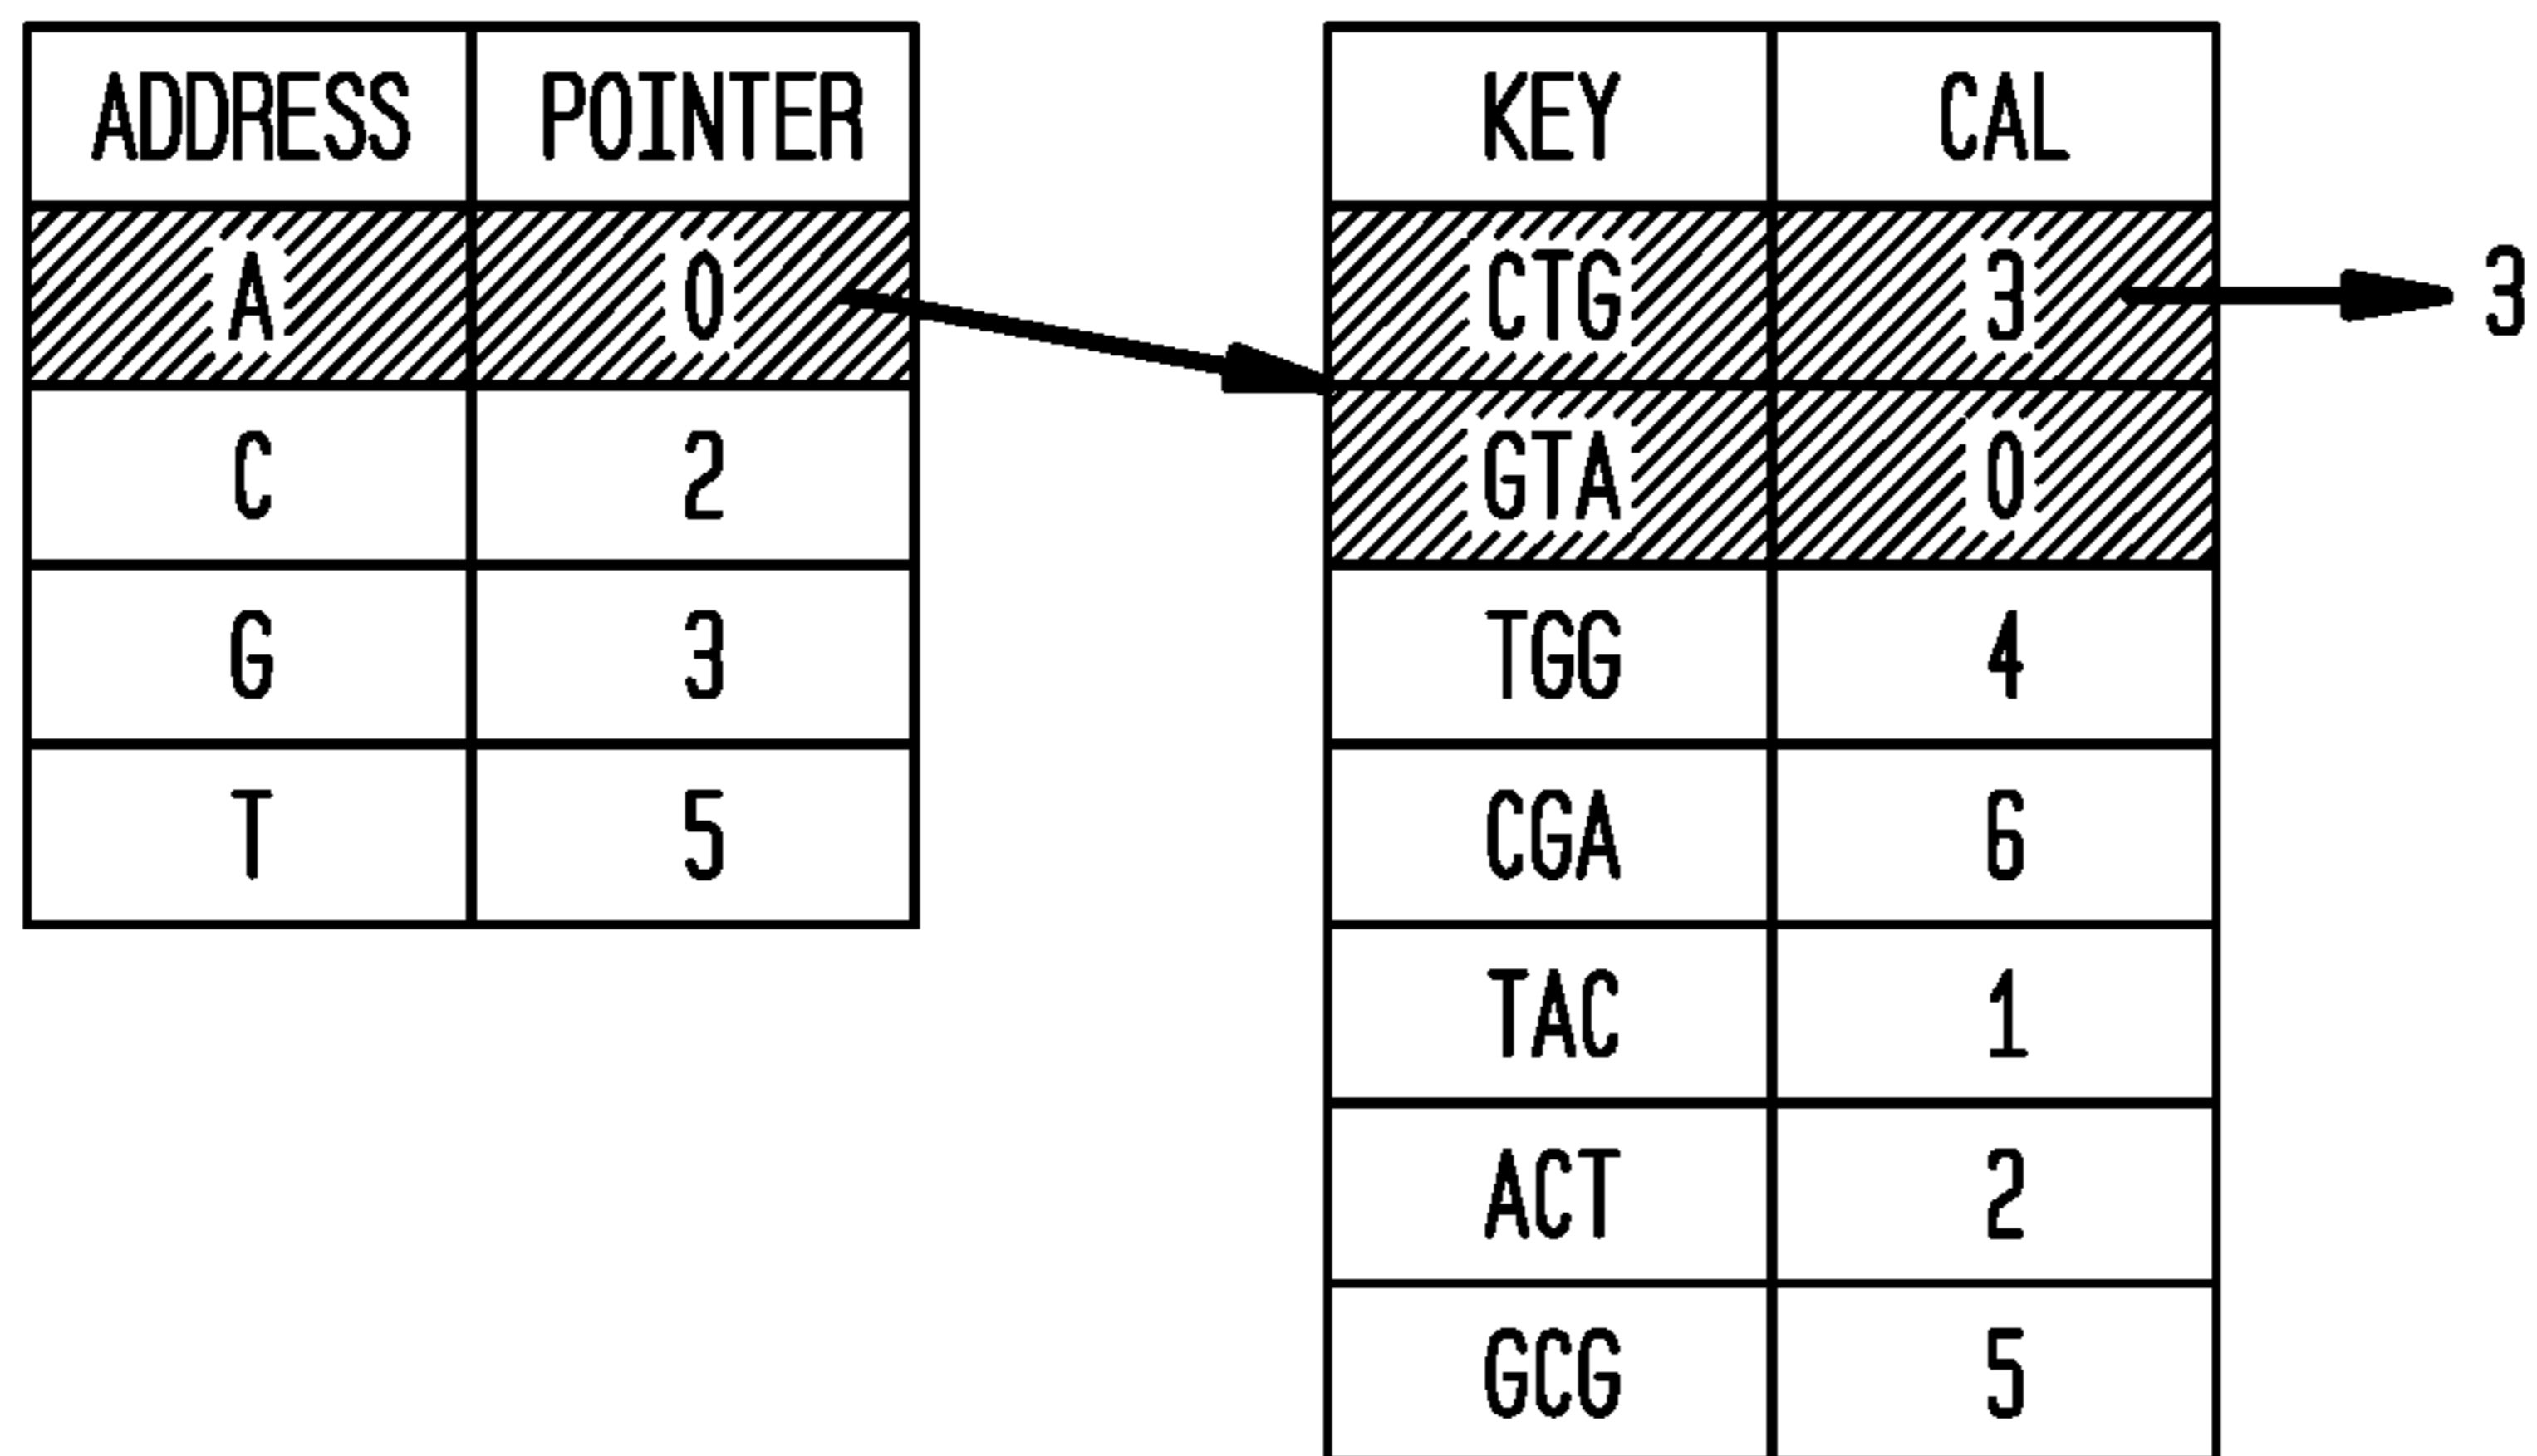 ADDRESS POINTER
A 0
C 2
G 3
T 5
KEY CAL
CTG 3 3
GTA 0
TGG 4
CGA 6
TAC 1
ACT 2
GCG 5